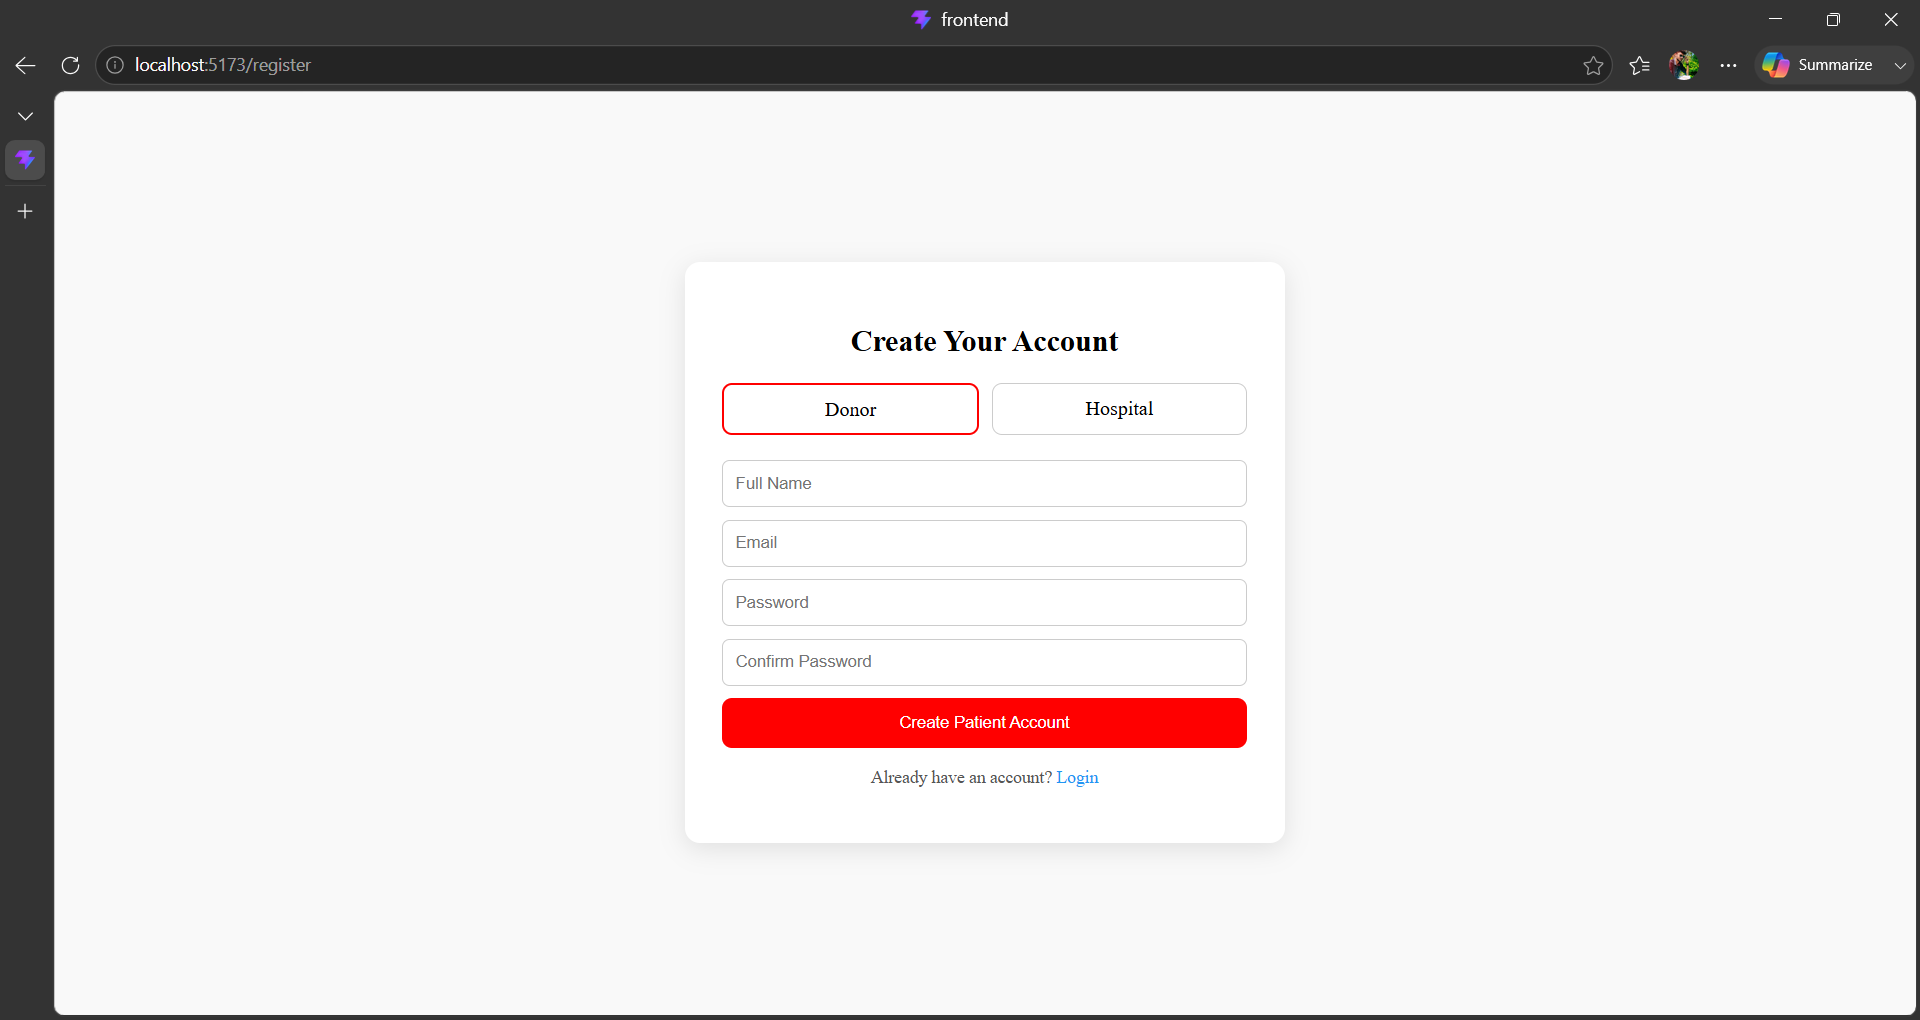 frontend
localhost:5173/register
Summarize
Create Your Account
Donor
Hospital
Full Name
Email
Password
Confirm Password
Create Patient Account
Already have an account? Login